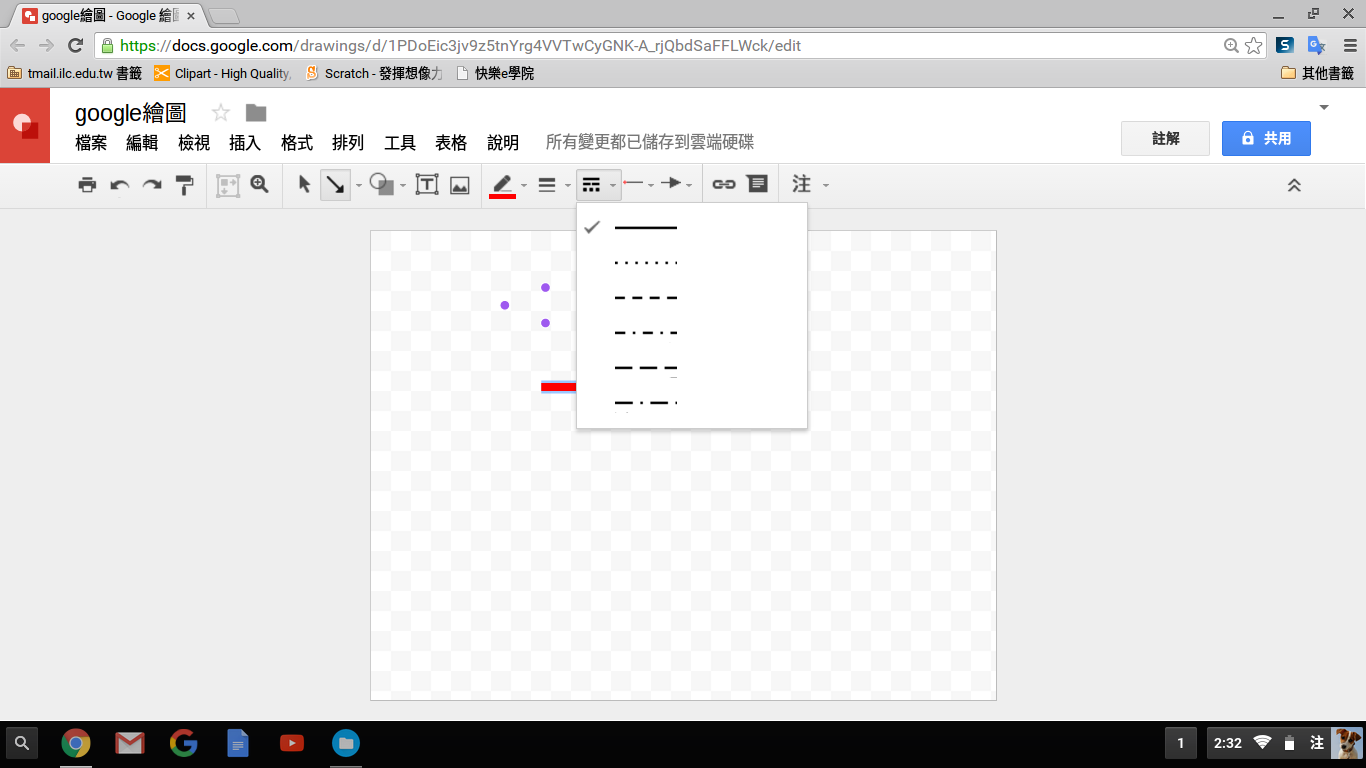 google繪圖 - Google 繪圖
https://docs.google.com/drawings/d/1PDoEic3jv9z5tnYrg4VVTwCyGNK-A_rjQbdSaFFLWck/edit
tmail.ilc.edu.tw 書籤 Clipart - High Quality, Scratch - 發揮想像力 快樂e學院 其他書籤
google繪圖
檔案 編輯 檢視 插入 格式 排列 工具 表格 說明 所有變更都已儲存到雲端硬碟
註解 共用
注
1 2:32 注